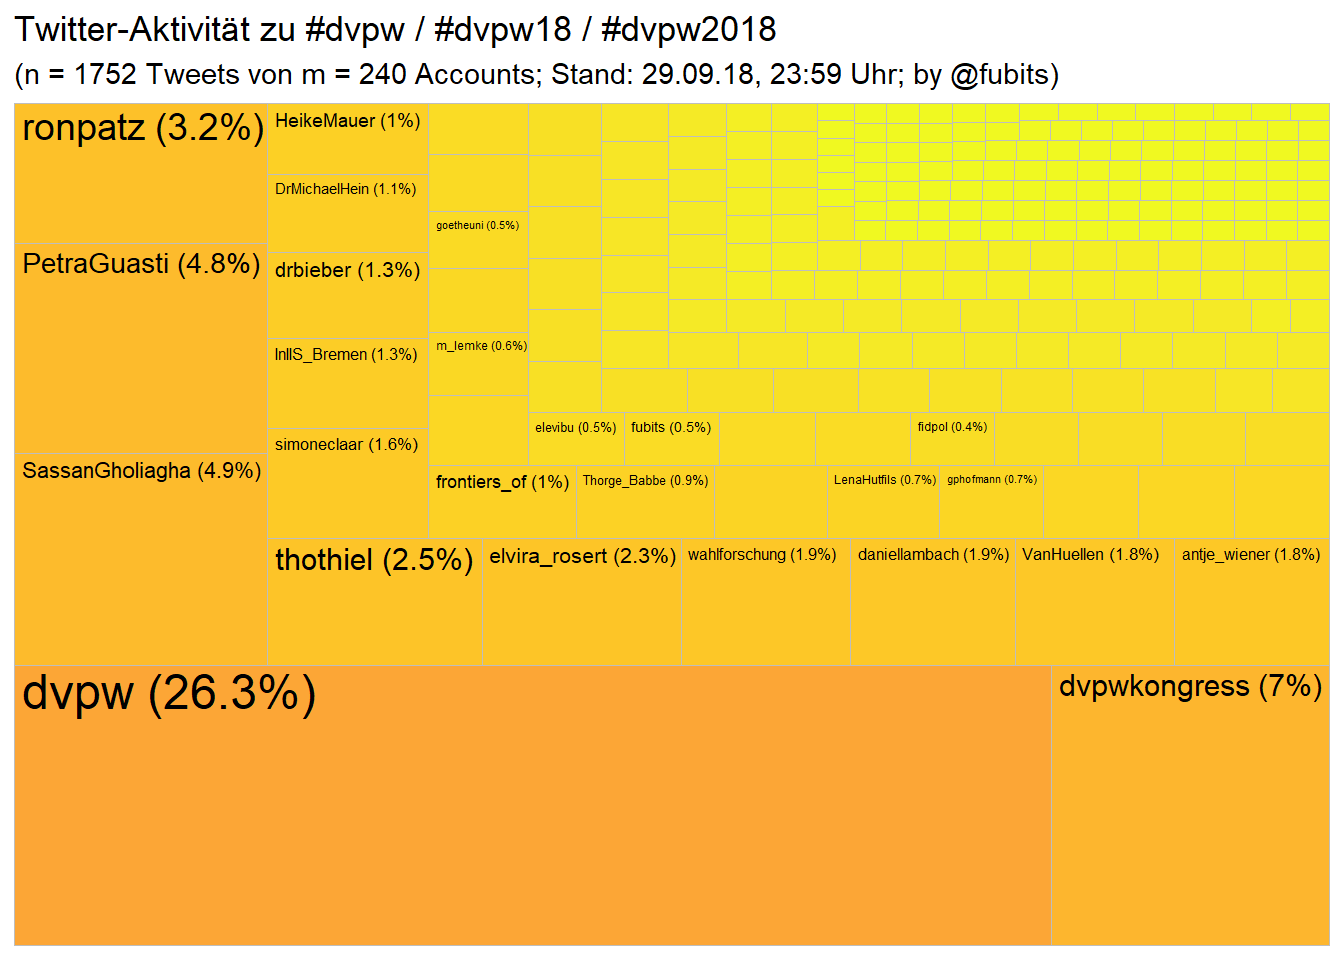 Twitter-Aktivität zu #dvpw / #dvpw18 / #dvpw2018
(n = 1752 Tweets von m = 240 Accounts; Stand: 29.09.18, 23:59 Uhr; by @fubits)
ronpatz (3.2%)
PetraGuasti (4.8%)
SassanGholiagha (4.9%)
HeikeMauer (1%)
DrMichaelHein (1.1%)
drbieber (1.3%)
InIIS_Bremen (1.3%)
simoneclaar (1.6%)
goetheuni (0.5%)
m_lemke (0.6%)
elevibu (0.5%)
fubits (0.5%)
fidpol (0.4%)
frontiers_of (1%)
Thorge_Babbe (0.9%)
LenaHutfils (0.7%)
gphofmann (0.7%)
thothiel (2.5%)
elvira_rosert (2.3%)
wahlforschung (1.9%)
daniellambach (1.9%)
VanHuellen (1.8%)
antje_wiener (1.8%)
dvpw (26.3%)
dvpwkongress (7%)